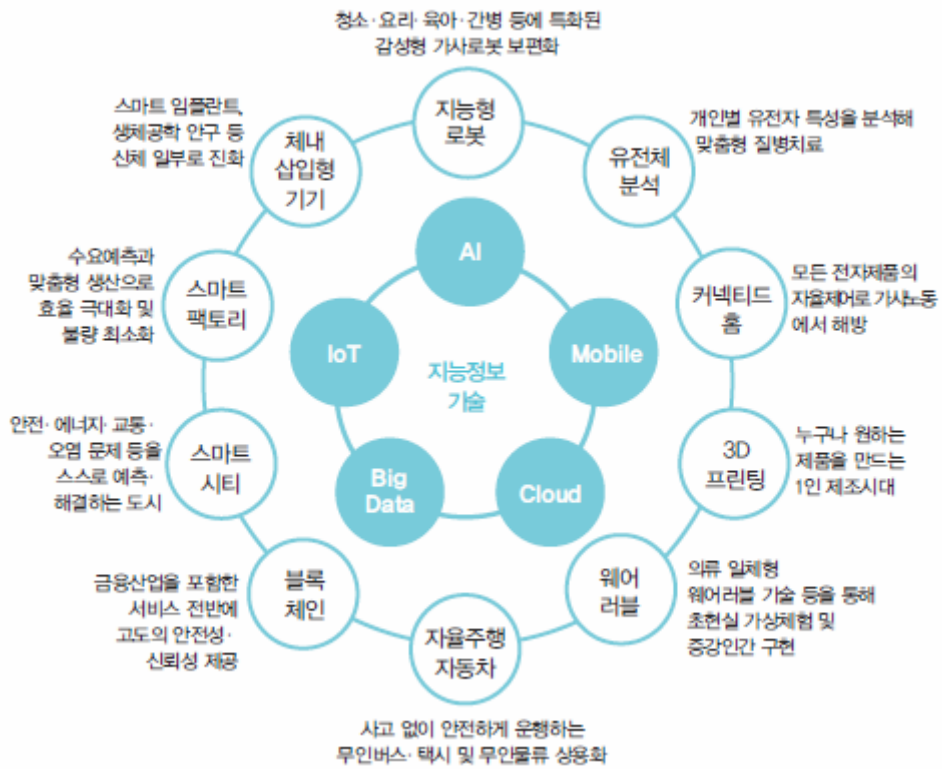 청소·요리·육아·간병 등에 특화된
감성형 가사로봇 보편화
지능형
로봇
개인별 유전자 특성을 분석해
맞춤형 질병치료
유전체
분석
모든 전자제품의
자율제어로 가사노동
에서 해방
커넥티드
홈
누구나 원하는
제품을 만드는
1인 제조시대
3D
프린팅
의류 일체형
웨어러블 기술 등을 통해
초현실 가상체험 및
증강인간 구현
웨어
러블
자율주행
자동차
사고 없이 안전하게 운행하는
무인버스·택시 및 무인물류 상용화
블록
체인
금융산업을 포함한
서비스 전반에
고도의 안전성·
신뢰성 제공
스마트
시티
안전·에너지·교통·
오염 문제 등을
스스로 예측·
해결하는 도시
스마트
팩토리
수요예측과
맞춤형 생산으로
효율 극대화 및
불량 최소화
체내
삽입형
기기
스마트 임플란트,
생체공학 안구 등
신체 일부로 진화
AI
Mobile
Cloud
Big
Data
IoT
지능정보
기술